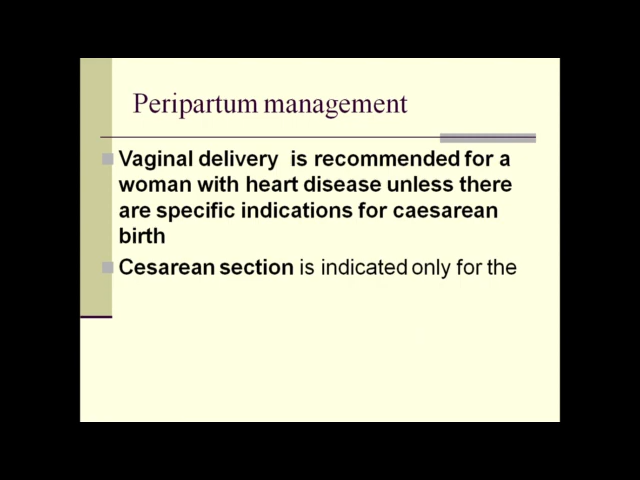 Peripartum management
Vaginal delivery is recommended for a
woman with heart disease unless there
are specific indications for caesarean
birth
Cesarean section is indicated only for the